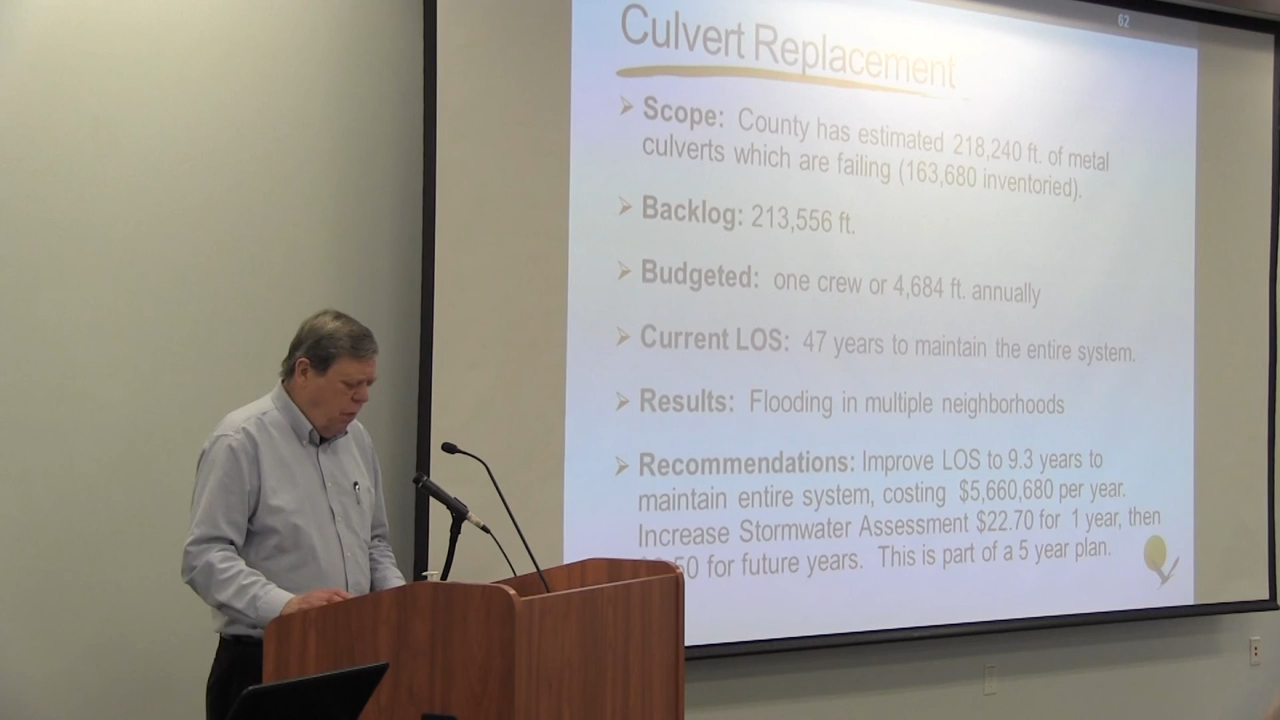 62
Culvert Replacement
➢ Scope: County has estimated 218,240 ft. of metal
culverts which are failing (163,680 inventoried).
➢ Backlog: 213,556 ft.
➢ Budgeted: one crew or 4,684 ft. annually
➢ Current LOS: 47 years to maintain the entire system.
➢ Results: Flooding in multiple neighborhoods
➢ Recommendations: Improve LOS to 9.3 years to
maintain entire system, costing $5,660,680 per year.
Increase Stormwater Assessment $22.70 for 1 year, then
for future years. This is part of a 5 year plan.